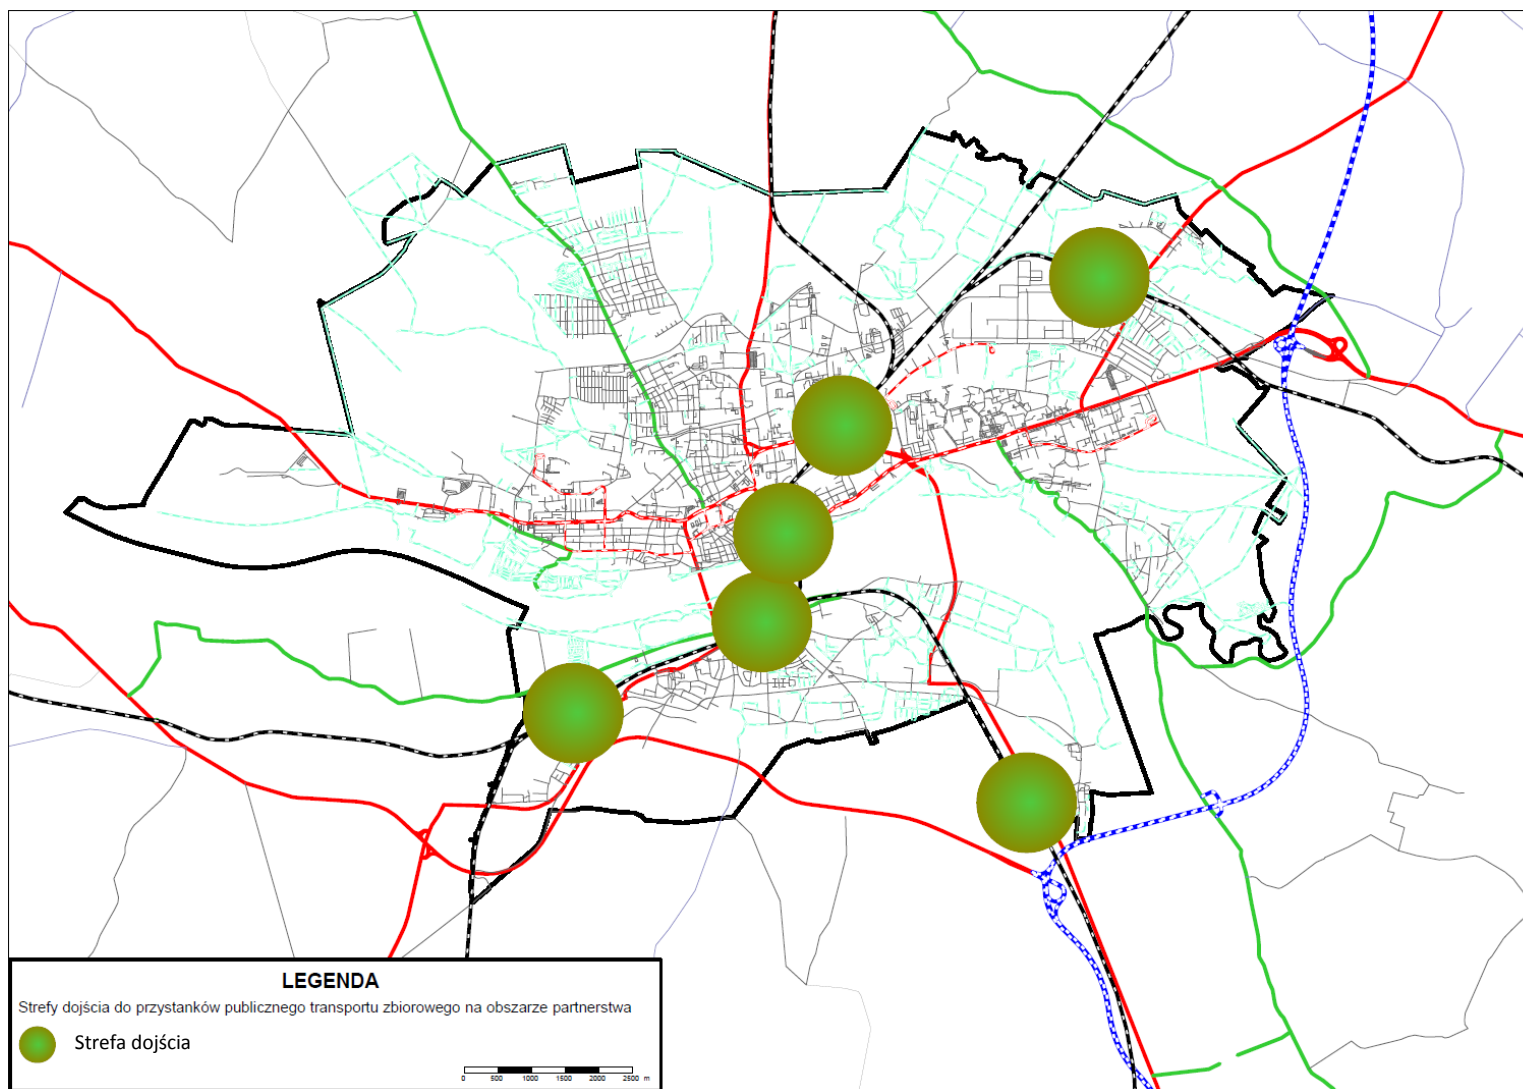 LEGENDA
Strefy dojścia do przystanków publicznego transportu zbiorowego na obszarze partnerstwa
Strefa dojścia
0 500 1000 1500 2000 2500 m